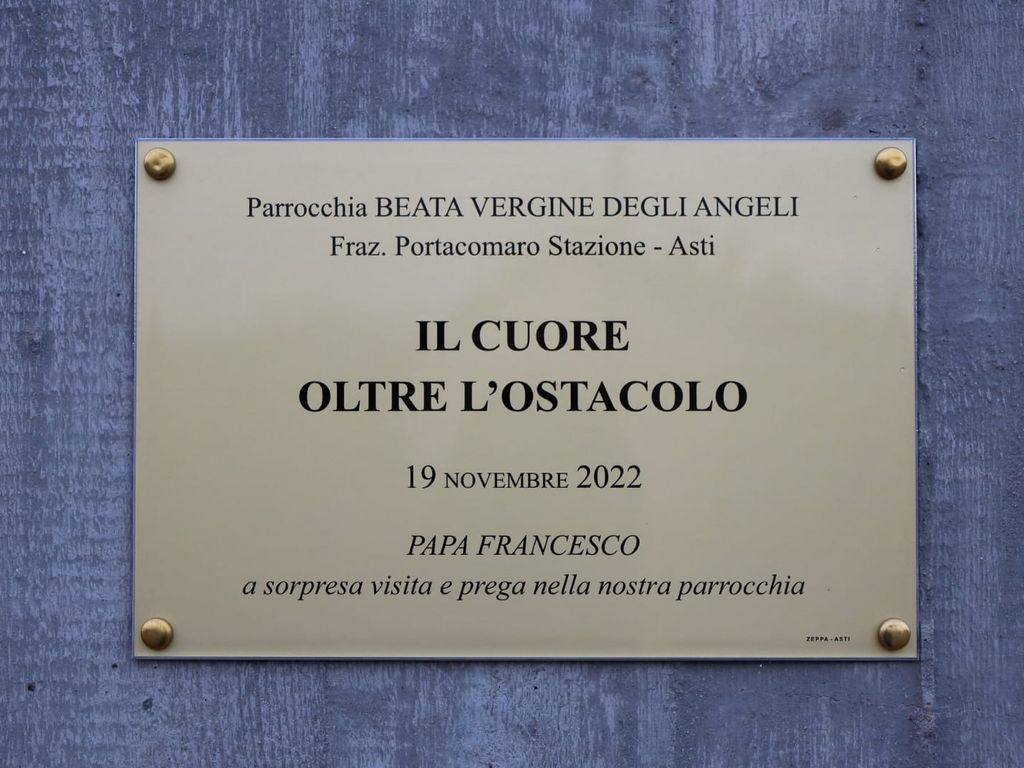 Parrocchia BEATA VERGINE DEGLI ANGELI
Fraz. Portacomaro Stazione - Asti
IL CUORE
OLTRE L'OSTACOLO
19 NOVEMBRE 2022
PAPA FRANCESCO
a sorpresa visita e prega nella nostra parrocchia
ZEPPA - ASTI